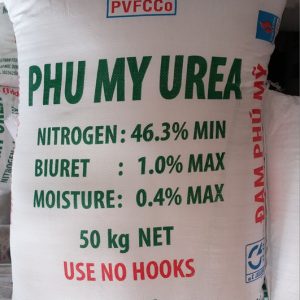 PVFCCo
PHU MY UREA
NITROGEN: 46.3% MIN
BIURET : 1.0% MAX
MOISTURE: 0.4% MAX
50 kg NET
USE NO HOOKS
ĐẠM PHÚ MỸ